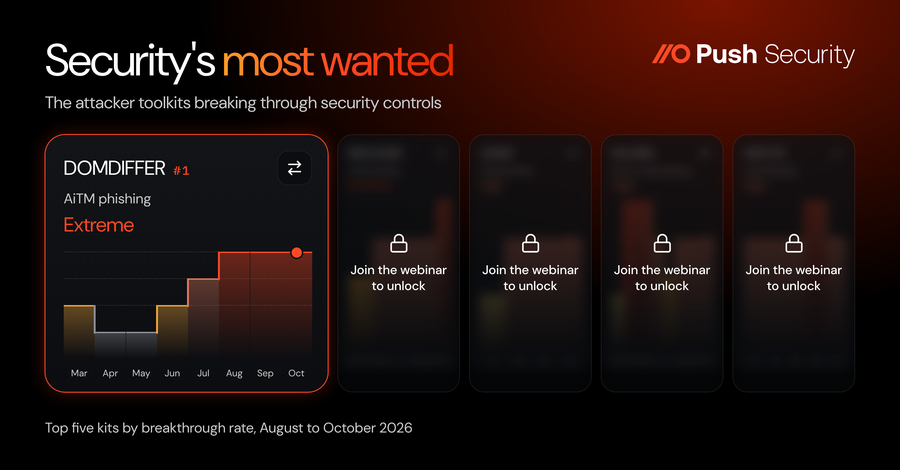 Security's most wanted
Push Security
The attacker toolkits breaking through security controls
DOMDIFFER #1
AiTM phishing
Extreme
Mar Apr May Jun Jul Aug Sep Oct
Join the webinar
to unlock
Join the webinar
to unlock
Join the webinar
to unlock
Join the webinar
to unlock
Top five kits by breakthrough rate, August to October 2026